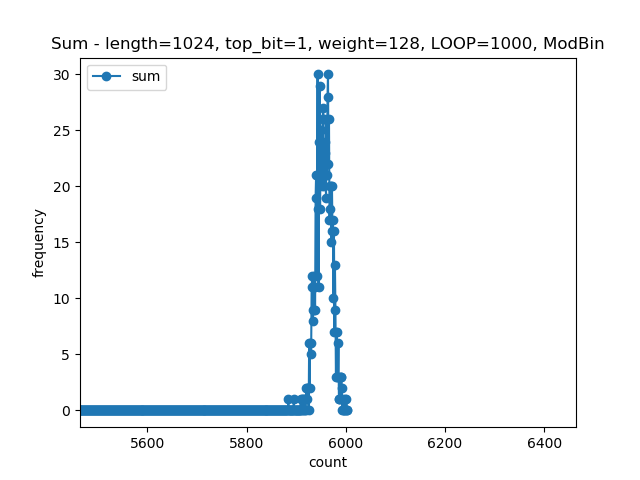 Sum - length=1024, top_bit=1, weight=128, LOOP=1000, ModBin
sum
30
25
20
15
10
5
0
frequency
5600 5800 6000 6200 6400
count